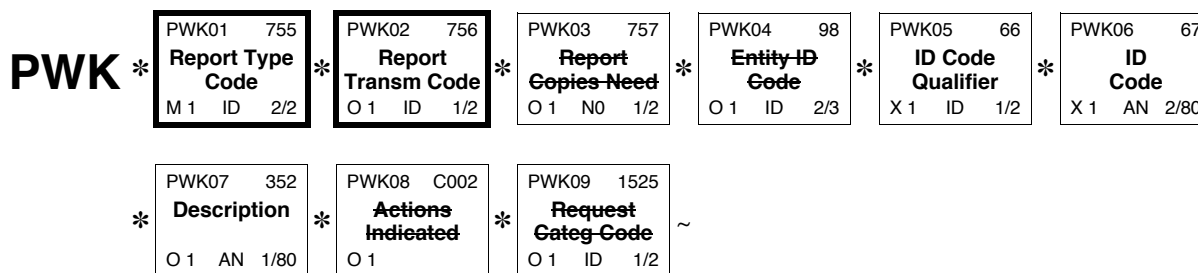 PWK * PWK01 755 * PWK02 756 * PWK03 757 * PWK04 98 * PWK05 66 * PWK06 67
Report Type Report Report Entity ID ID Code ID
Code Transm Code Copies Need Code Qualifier Code
M 1 ID 2/2 O 1 ID 1/2 O 1 N0 1/2 O 1 ID 2/3 X 1 ID 1/2 X 1 AN 2/80
* PWK07 352 * PWK08 C002 * PWK09 1525 ~
Description Actions Request
Indicated Categ Code
O 1 AN 1/80 O 1 O 1 ID 1/2